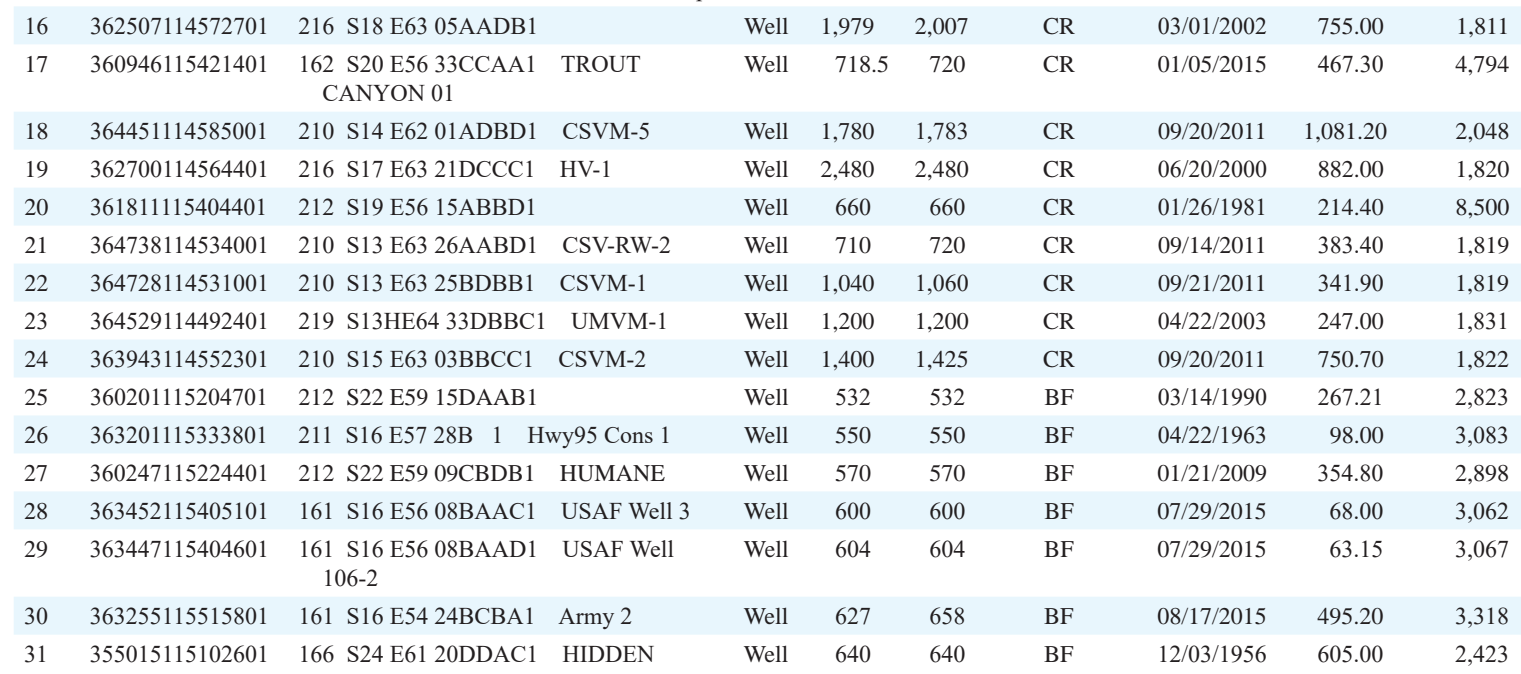 16 362507114572701 216 S18 E63 05AADB1 Well 1,979 2,007 CR 03/01/2002 755.00 1,811
17 360946115421401 162 S20 E56 33CCAA1 TROUT Well 718.5 720 CR 01/05/2015 467.30 4,794
CANYON 01
18 364451114585001 210 S14 E62 01ADBD1 CSVM-5 Well 1,780 1,783 CR 09/20/2011 1,081.20 2,048
19 362700114564401 216 S17 E63 21DCCC1 HV-1 Well 2,480 2,480 CR 06/20/2000 882.00 1,820
20 361811115404401 212 S19 E56 15ABBD1 Well 660 660 CR 01/26/1981 214.40 8,500
21 364738114534001 210 S13 E63 26AABD1 CSV-RW-2 Well 710 720 CR 09/14/2011 383.40 1,819
22 364728114531001 210 S13 E63 25BDBB1 CSVM-1 Well 1,040 1,060 CR 09/21/2011 341.90 1,819
23 364529114492401 219 S13HE64 33DBBC1 UMVM-1 Well 1,200 1,200 CR 04/22/2003 247.00 1,831
24 363943114552301 210 S15 E63 03BBCC1 CSVM-2 Well 1,400 1,425 CR 09/20/2011 750.70 1,822
25 360201115204701 212 S22 E59 15DAAB1 Well 532 532 BF 03/14/1990 267.21 2,823
26 363201115333801 211 S16 E57 28B 1 Hwy95 Cons 1 Well 550 550 BF 04/22/1963 98.00 3,083
27 360247115224401 212 S22 E59 09CBDB1 HUMANE Well 570 570 BF 01/21/2009 354.80 2,898
28 363452115405101 161 S16 E56 08BAAC1 USAF Well 3 Well 600 600 BF 07/29/2015 68.00 3,062
29 363447115404601 161 S16 E56 08BAAD1 USAF Well Well 604 604 BF 07/29/2015 63.15 3,067
106-2
30 363255115515801 161 S16 E54 24BCBA1 Army 2 Well 627 658 BF 08/17/2015 495.20 3,318
31 355015115102601 166 S24 E61 20DDAC1 HIDDEN Well 640 640 BF 12/03/1956 605.00 2,423